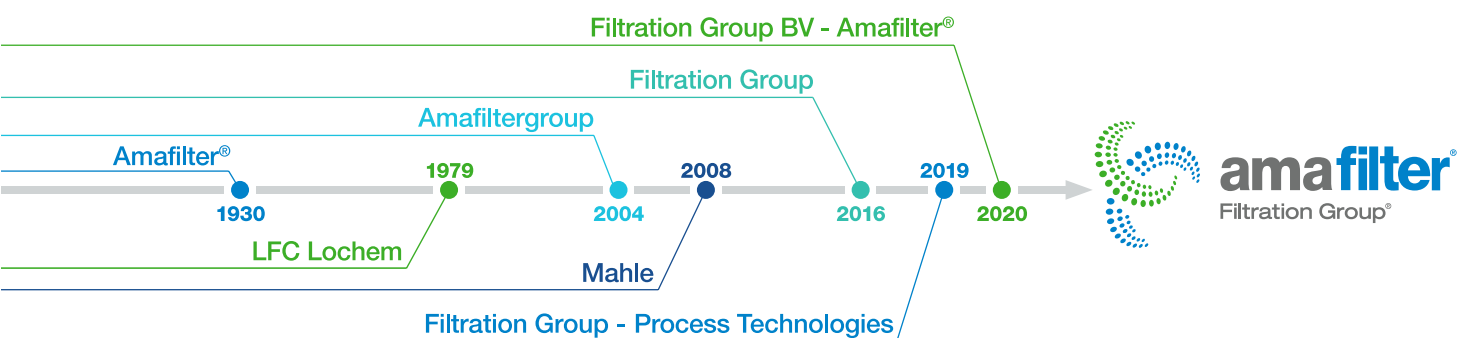 Filtration Group BV - Amafilter®
Filtration Group
Amafiltergroup
Amafilter®
1979
2008
2019
1930
2004
2016
2020
LFC Lochem
Mahle
Filtration Group - Process Technologies
amafilter®
Filtration Group®